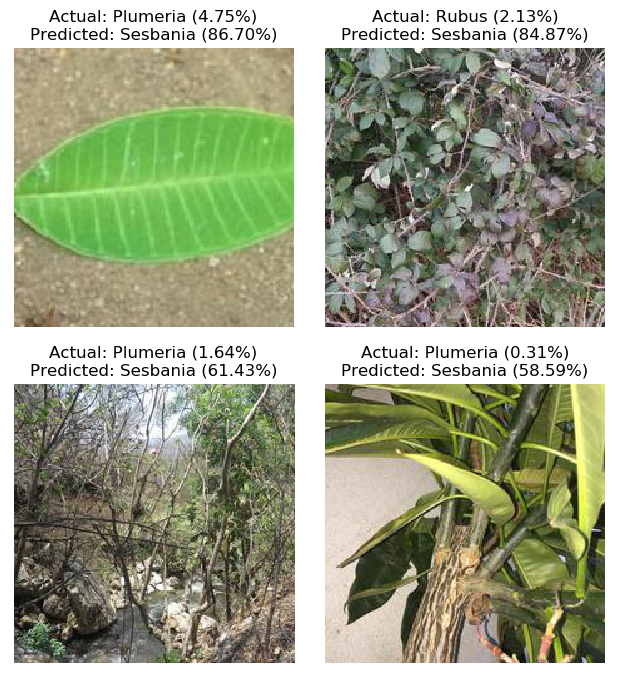 Actual: Plumeria (4.75%)
Predicted: Sesbania (86.70%)
Actual: Rubus (2.13%)
Predicted: Sesbania (84.87%)
Actual: Plumeria (1.64%)
Predicted: Sesbania (61.43%)
Actual: Plumeria (0.31%)
Predicted: Sesbania (58.59%)